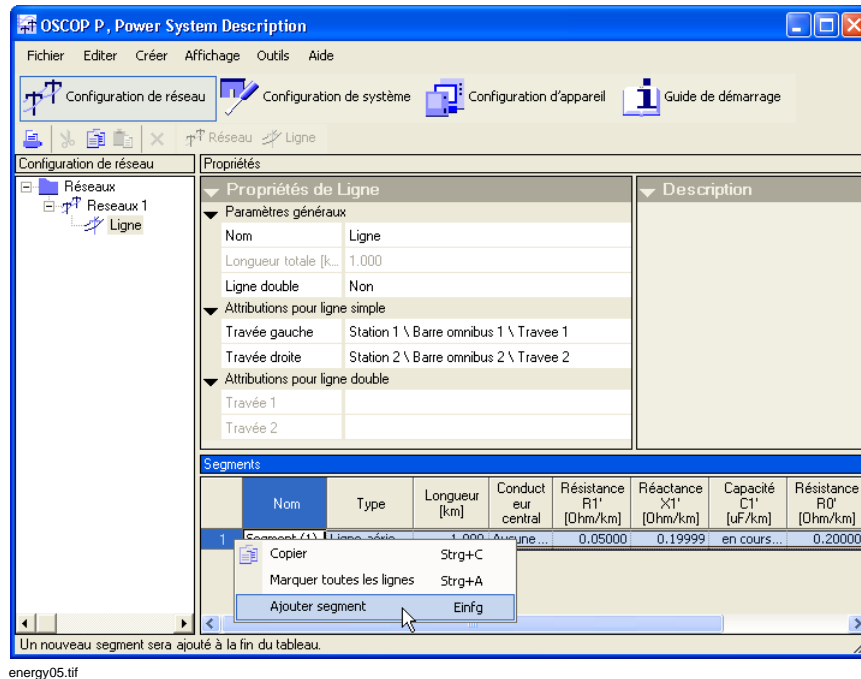 OSCOP P, Power System Description
Fichier Editer Créer Affichage Outils Aide
Configuration de réseau Configuration de système Configuration d'appareil Guide de démarrage
Réseau Ligne
Configuration de réseau
Réseaux
Reseaux 1
Ligne
Propriétés
Propriétés de Ligne
Paramètres généraux
Nom Ligne
Longueur totale [k... 1.000
Ligne double Non
Attributions pour ligne simple
Travée gauche Station 1 \ Barre omnibus 1 \ Travee 1
Travée droite Station 2 \ Barre omnibus 2 \ Travee 2
Attributions pour ligne double
Travée 1
Travée 2
Description
Segments
Nom Type Longueur [km] Conducteur central Résistance R1' [Ohm/km] Réactance X1' [Ohm/km] Capacité C1' [uF/km] Résistance R0' [Ohm/km]
1 Segment (1) Ligne aérie... 1.000 Aucune... 0.05000 0.19999 en cours... 0.20000
Copier Strg+C
Marquer toutes les lignes Strg+A
Ajouter segment Einfg
Un nouveau segment sera ajouté à la fin du tableau.
energy05.tif